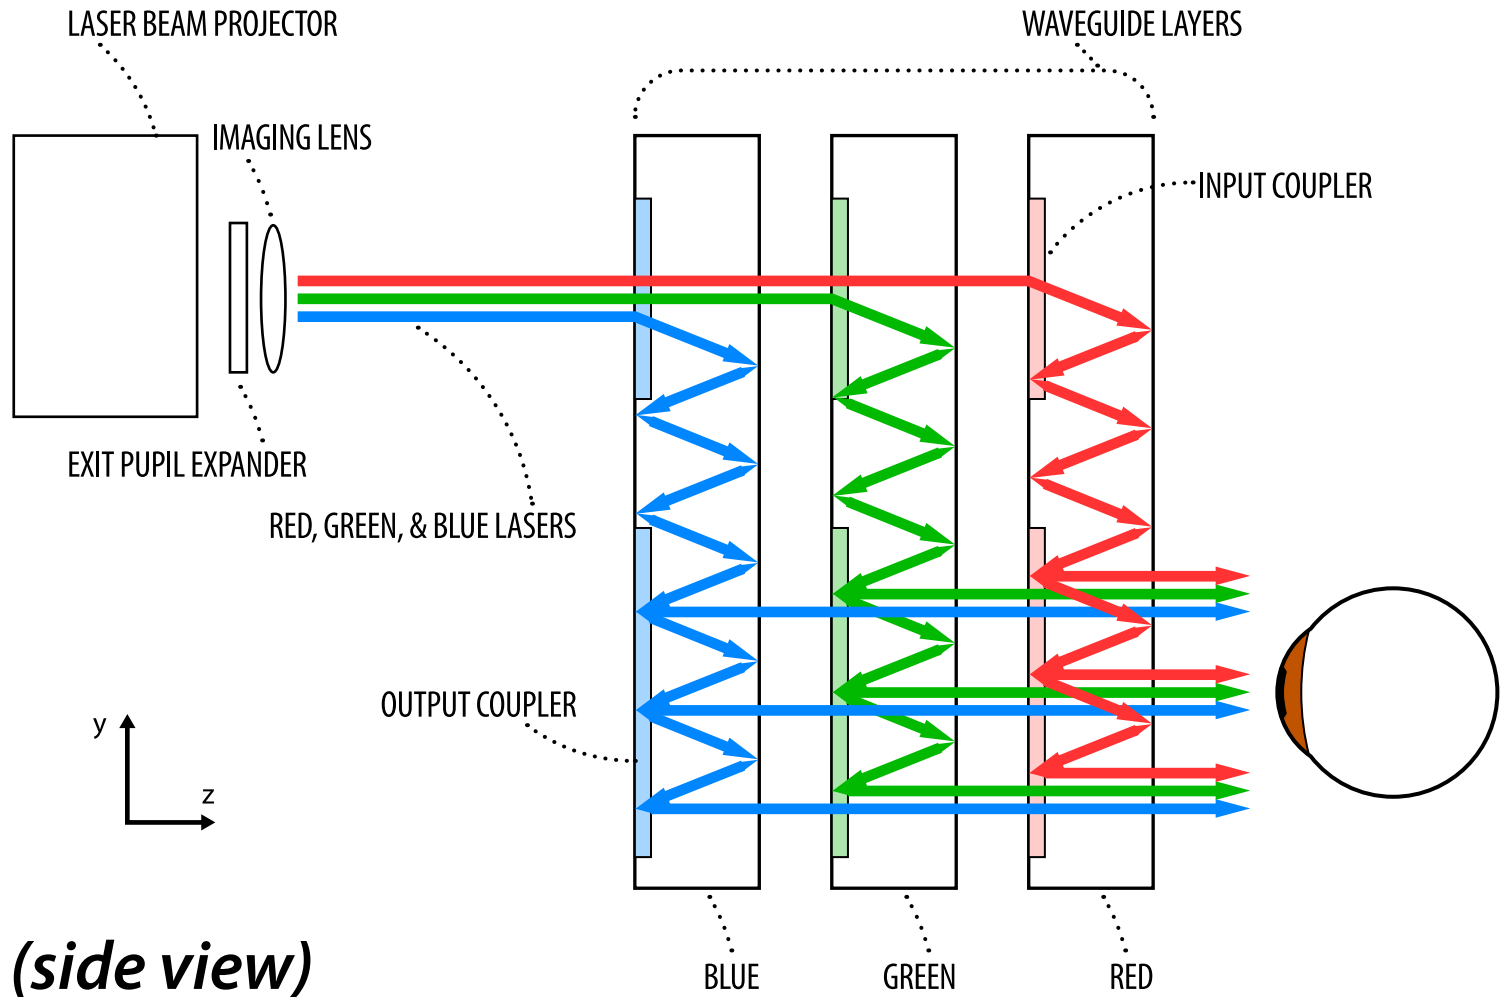 LASER BEAM PROJECTOR
WAVEGUIDE LAYERS
IMAGING LENS
INPUT COUPLER
EXIT PUPIL EXPANDER
RED, GREEN, & BLUE LASERS
OUTPUT COUPLER
y
z
(side view)
BLUE
GREEN
RED